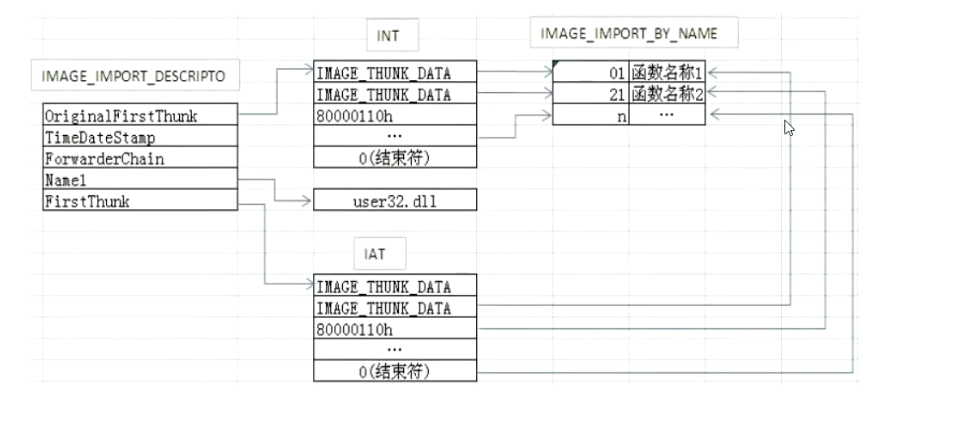 INT
IMAGE_IMPORT_BY_NAME
IMAGE_IMPORT_DESCRIPTO
OriginalFirstThunk
TimeDateStamp
ForwarderChain
Name1
FirstThunk
IMAGE_THUNK_DATA
IMAGE_THUNK_DATA
80000110h
...
0(结束符)
01 函数名称1
21 函数名称2
n ...
user32.dll
IAT
IMAGE_THUNK_DATA
IMAGE_THUNK_DATA
80000110h
...
0(结束符)